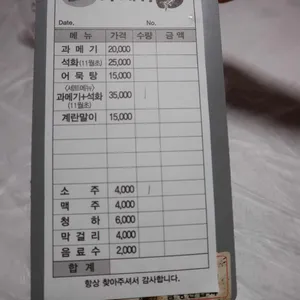 Date. No.
메뉴 가격 수량 금액
과메기 20,000
석화(11월초) 25,000
어묵탕 15,000
<세트메뉴>
과메기+석화 35,000
(11월초)
계란말이 15,000
소주 4,000
맥주 4,000
청하 6,000
막걸리 4,000
음료수 2,000
합계
항상 찾아주셔서 감사합니다.